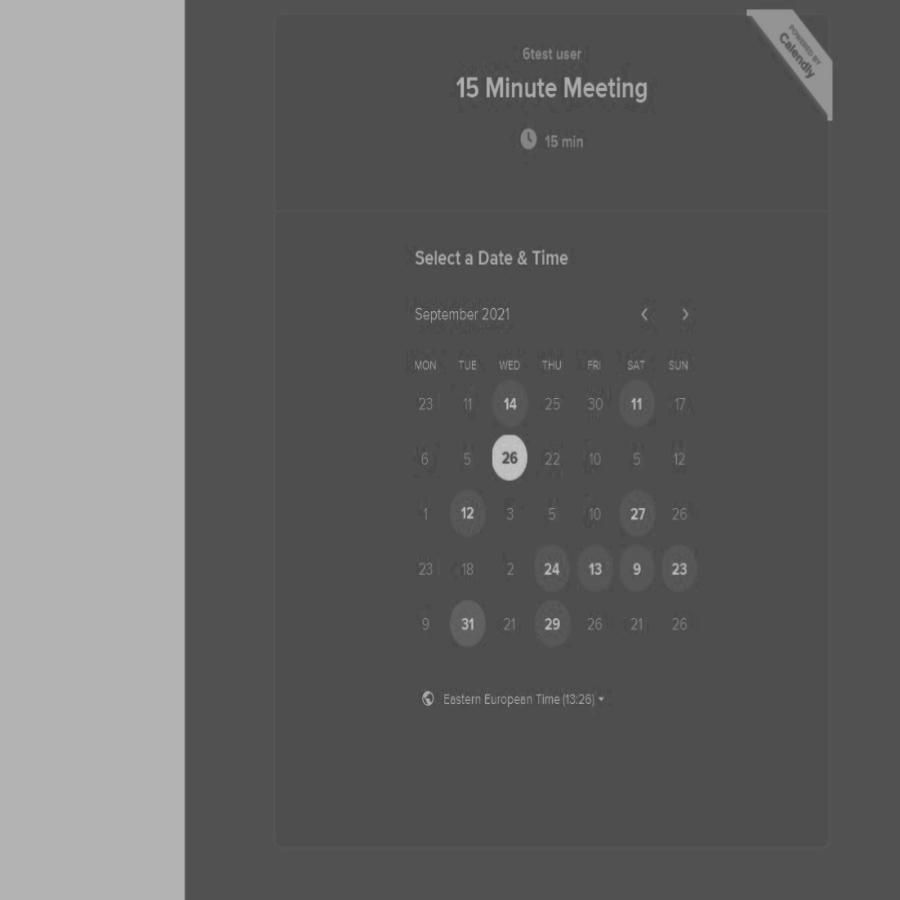 POWERED BY
Calendly
6test user
15 Minute Meeting
15 min
Select a Date & Time
September 2021
MON TUE WED THU FRI SAT SUN
23 11 14 25 30 11 17
6 5 26 22 10 5 12
1 12 3 5 10 27 26
23 18 2 24 13 9 23
9 31 21 29 26 21 26
Eastern European Time (13:26)